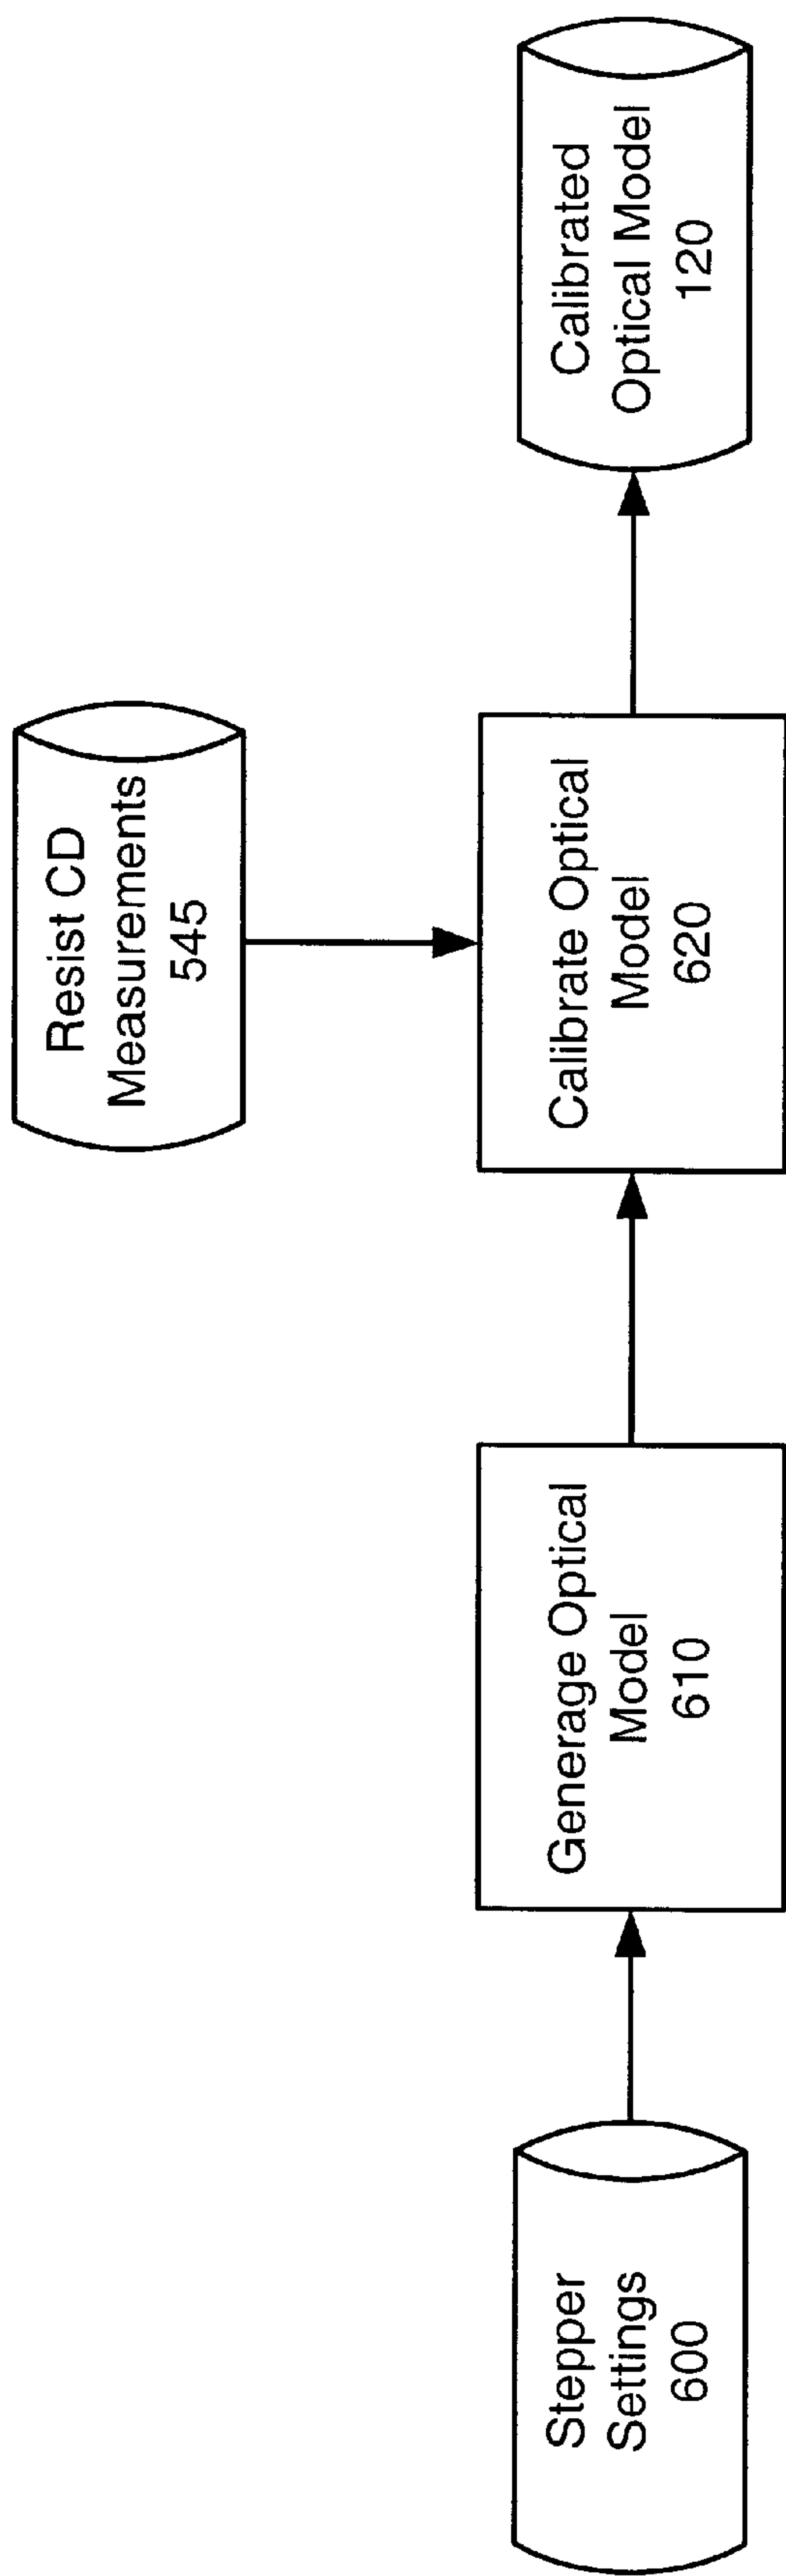 Resist CD
Measurements
545
Stepper
Settings
600
Generage Optical
Model
610
Calibrate Optical
Model
620
Calibrated
Optical Model
120